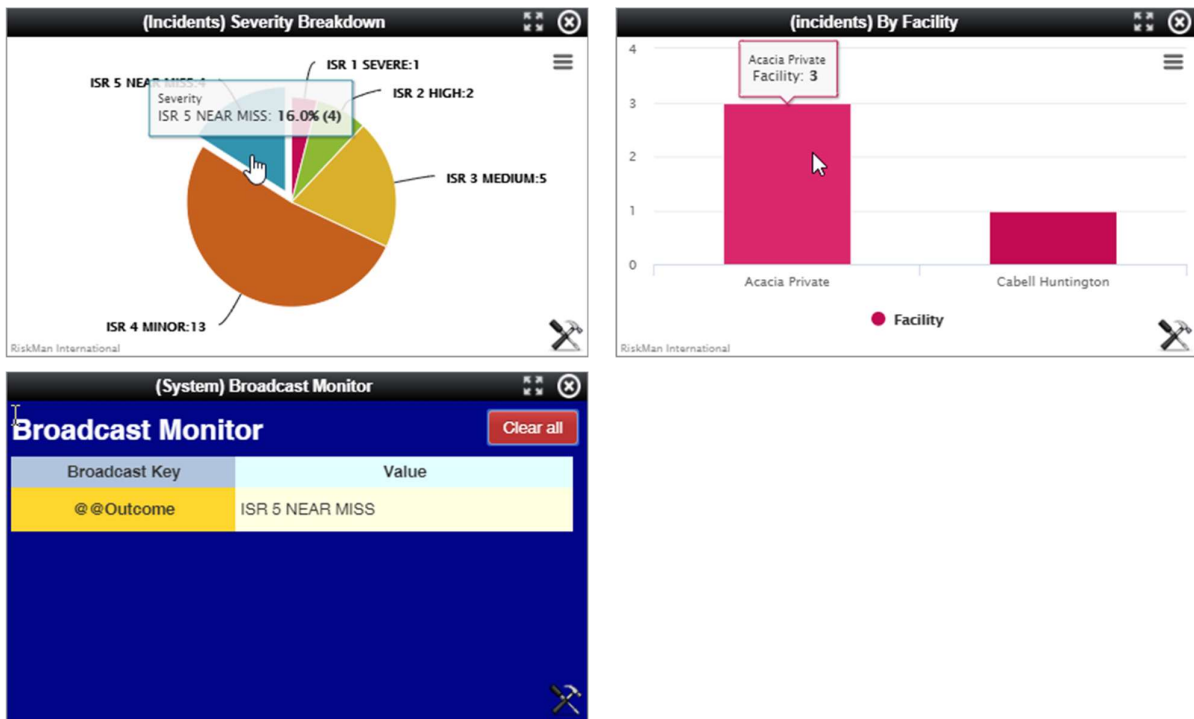 (Incidents) Severity Breakdown
ISR 1 SEVERE:1
ISR 5 NEAR MISS:4
ISR 2 HIGH:2
Severity
ISR 5 NEAR MISS: 16.0% (4)
ISR 3 MEDIUM:5
ISR 4 MINOR:13
RiskMan International
(incidents) By Facility
4
Acacia Private
Facility: 3
3
2
1
0
Acacia Private
Cabell Huntington
Facility
RiskMan International
(System) Broadcast Monitor
Broadcast Monitor
Clear all
Broadcast Key Value
@@Outcome ISR 5 NEAR MISS